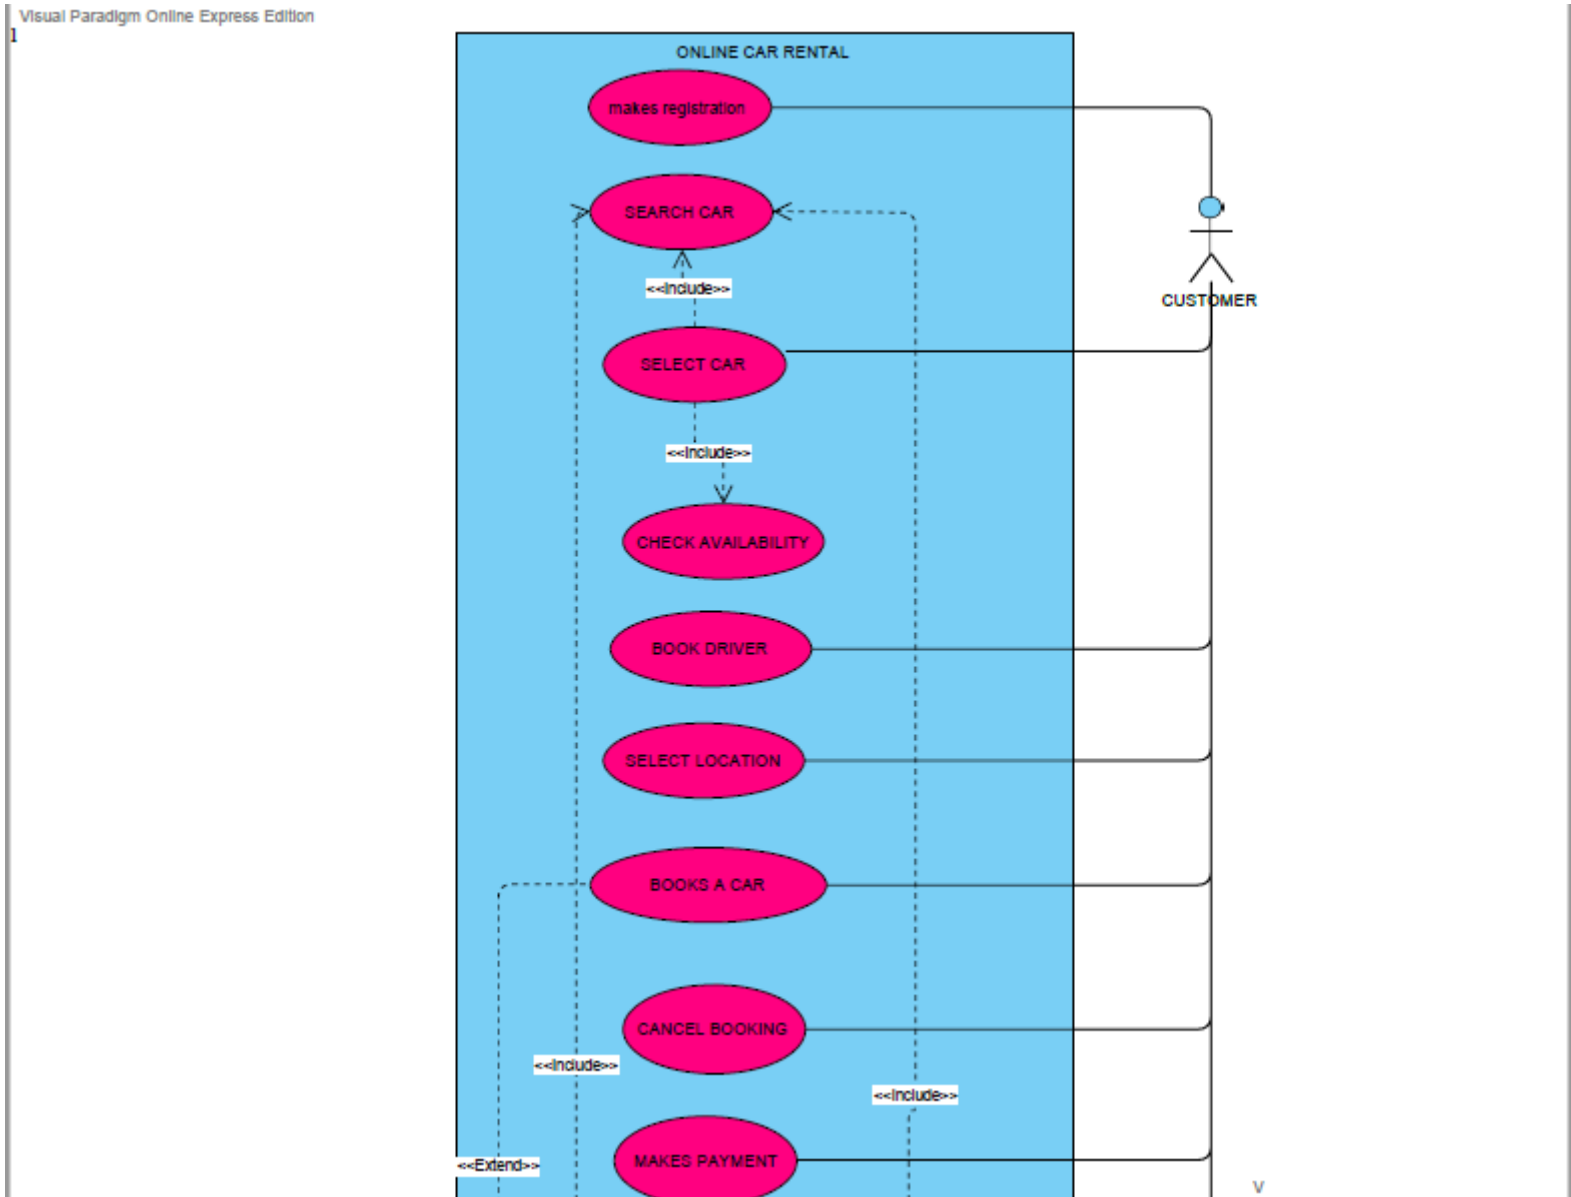 Visual Paradigm Online Express Edition
1
ONLINE CAR RENTAL
makes registration
SEARCH CAR
<<Include>>
CUSTOMER
SELECT CAR
<<Include>>
CHECK AVAILABILITY
BOOK DRIVER
SELECT LOCATION
BOOKS A CAR
CANCEL BOOKING
<<Include>>
<<Include>>
MAKES PAYMENT
<<Extend>>
V